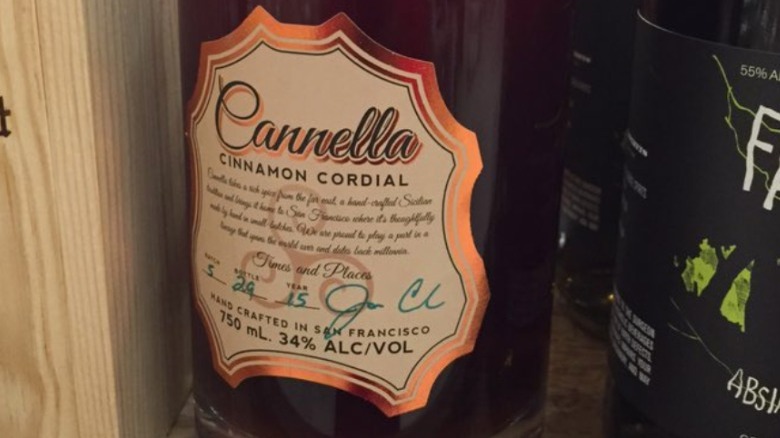 Cannella
CINNAMON CORDIAL
Cannella takes a rich spice from the far east, a hand-crafted Sicilian
tradition and brings it home to San Francisco where it's thoughtfully
made by hand in small batches. We are proud to play a part in a
lineage that spans the world over and dates back millennia.
Times and Places
BATCH BOTTLE YEAR
5 29 15
HAND CRAFTED IN SAN FRANCISCO
750 mL. 34% ALC/VOL
55% A
ABSI